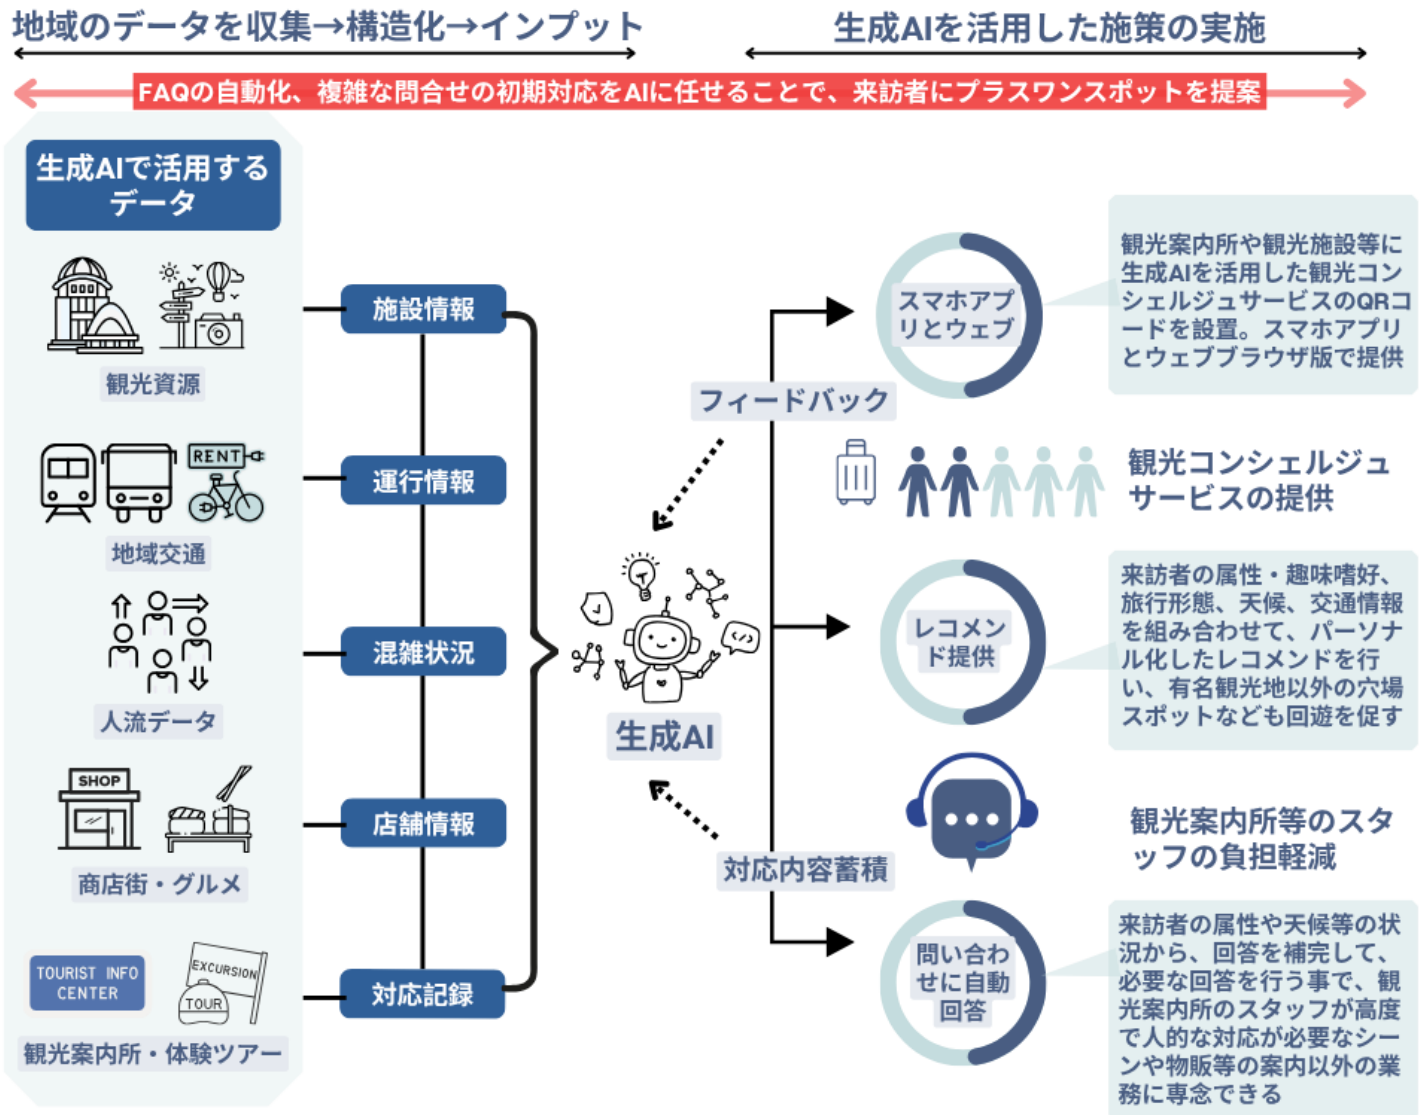 地域のデータを収集→構造化→インプット
生成AIを活用した施策の実施
FAQの自動化、複雑な問合せの初期対応をAIに任せることで、来訪者にプラスワンスポットを提案
生成AIで活用する
データ
観光資源
RENT
地域交通
人流データ
SHOP
商店街・グルメ
TOURIST INFO
CENTER
EXCURSION
TOUR
観光案内所・体験ツアー
施設情報
運行情報
混雑状況
店舗情報
対応記録
フィードバック
生成AI
対応内容蓄積
スマホアプ
リとウェブ
観光案内所や観光施設等に
生成AIを活用した観光コン
シェルジュサービスのQRコ
ードを設置。スマホアプリ
とウェブブラウザ版で提供
観光コンシェルジュ
サービスの提供
レコメン
ド提供
来訪者の属性・趣味嗜好、
旅行形態、天候、交通情報
を組み合わせて、パーソナ
ル化したレコメンドを行
い、有名観光地以外の穴場
スポットなども回遊を促す
観光案内所等のスタ
ッフの負担軽減
問い合わ
せに自動
回答
来訪者の属性や天候等の状
況から、回答を補完して、
必要な回答を行う事で、観
光案内所のスタッフが高度
で人的な対応が必要なシー
ンや物販等の案内以外の業
務に専念できる